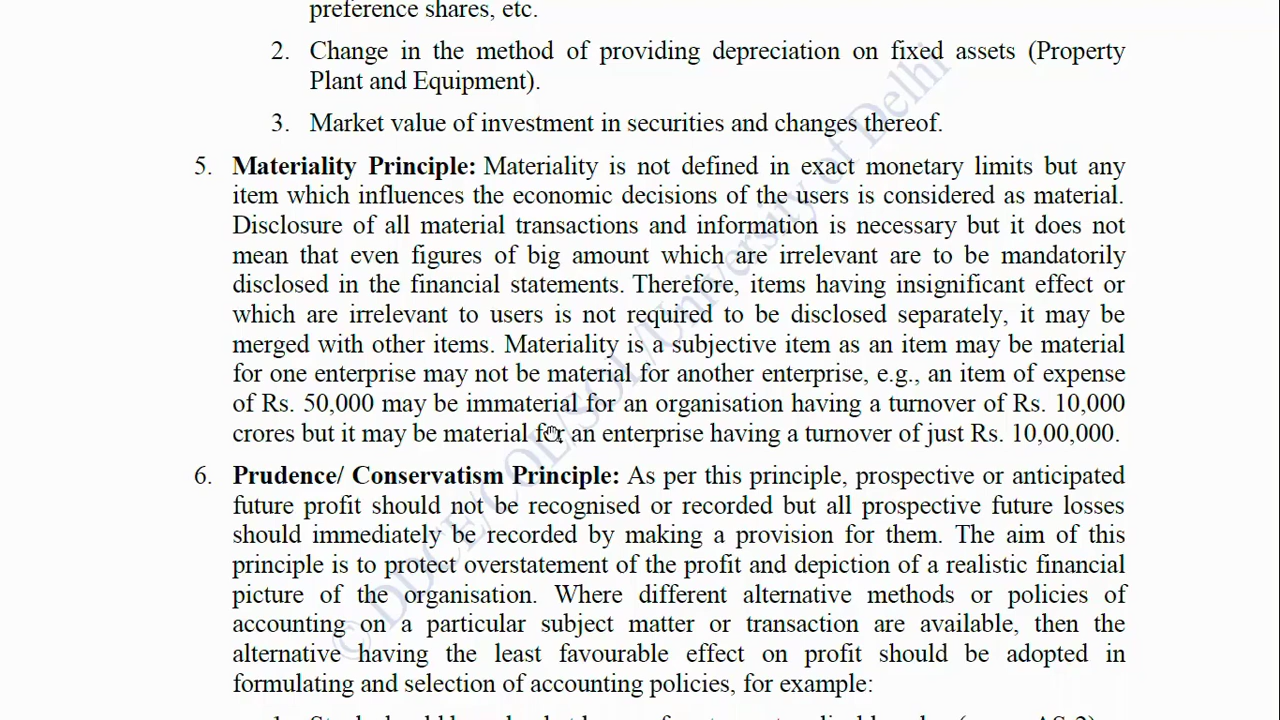 preference shares, etc.
2. Change in the method of providing depreciation on fixed assets (Property
Plant and Equipment).
3. Market value of investment in securities and changes thereof.
5. Materiality Principle: Materiality is not defined in exact monetary limits but any
item which influences the economic decisions of the users is considered as material.
Disclosure of all material transactions and information is necessary but it does not
mean that even figures of big amount which are irrelevant are to be mandatorily
disclosed in the financial statements. Therefore, items having insignificant effect or
which are irrelevant to users is not required to be disclosed separately, it may be
merged with other items. Materiality is a subjective item as an item may be material
for one enterprise may not be material for another enterprise, e.g., an item of expense
of Rs. 50,000 may be immaterial for an organisation having a turnover of Rs. 10,000
crores but it may be material for an enterprise having a turnover of just Rs. 10,00,000.
6. Prudence/ Conservatism Principle: As per this principle, prospective or anticipated
future profit should not be recognised or recorded but all prospective future losses
should immediately be recorded by making a provision for them. The aim of this
principle is to protect overstatement of the profit and depiction of a realistic financial
picture of the organisation. Where different alternative methods or policies of
accounting on a particular subject matter or transaction are available, then the
alternative having the least favourable effect on profit should be adopted in
formulating and selection of accounting policies, for example:
© DDCE/COL/SOL/University of Delhi